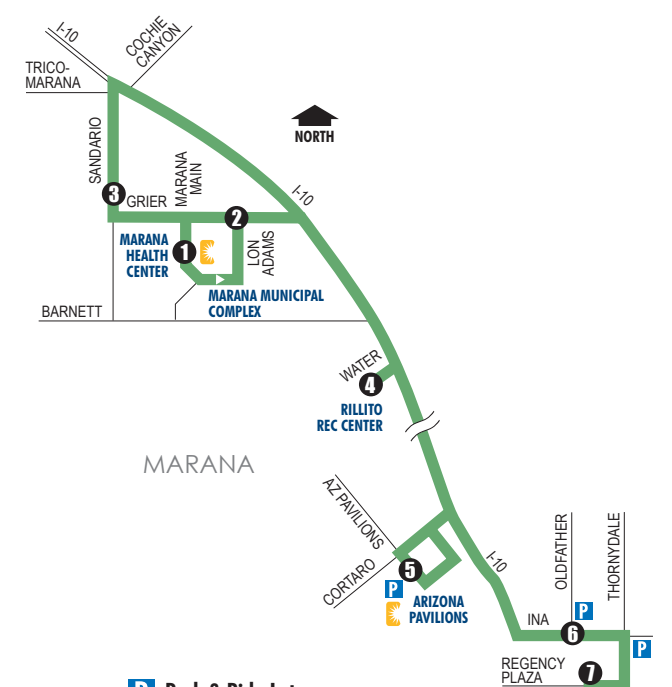 I-10
COCHIE
CANYON
TRICO-
MARANA
NORTH
SANDARIO
MARANA
MAIN
I-10
3
GRIER
2
MARANA
HEALTH
CENTER
1
LON
ADAMS
MARANA MUNICIPAL
COMPLEX
BARNETT
WATER
4
RILLITO
REC CENTER
MARANA
AZ PAVILIONS
CORTARO
5
P
ARIZONA
PAVILIONS
I-10
OLDFATHER
THORNYDALE
P
INA
6
P
REGENCY
PLAZA
7